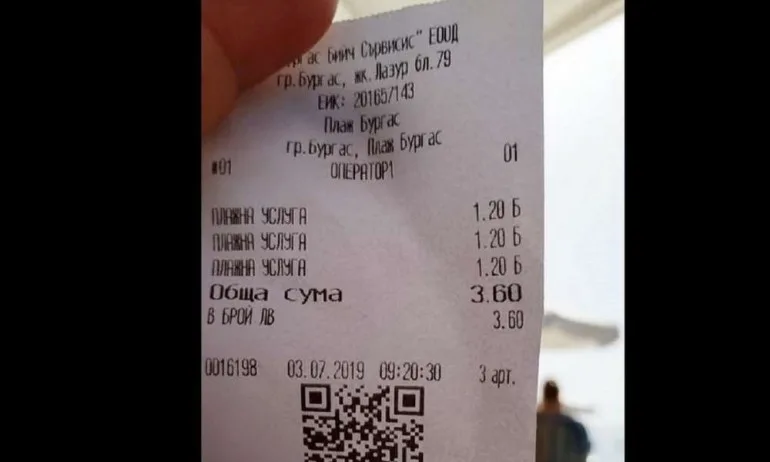 Бийч Сървисис" ЕООД
гр.Бургас, жк.Лазур бл.79
ЕИК: 201657143
Плаж Бургас
гр.Бургас, Плаж Бургас
#01 ОПЕРАТОР1 01
ПЛАЖНА УСЛУГА 1.20 Б
ПЛАЖНА УСЛУГА 1.20 Б
ПЛАЖНА УСЛУГА 1.20 Б
Обща сума 3.60
В БРОЙ ЛВ 3.60
0016198 03.07.2019 09:20:30 3 арт.